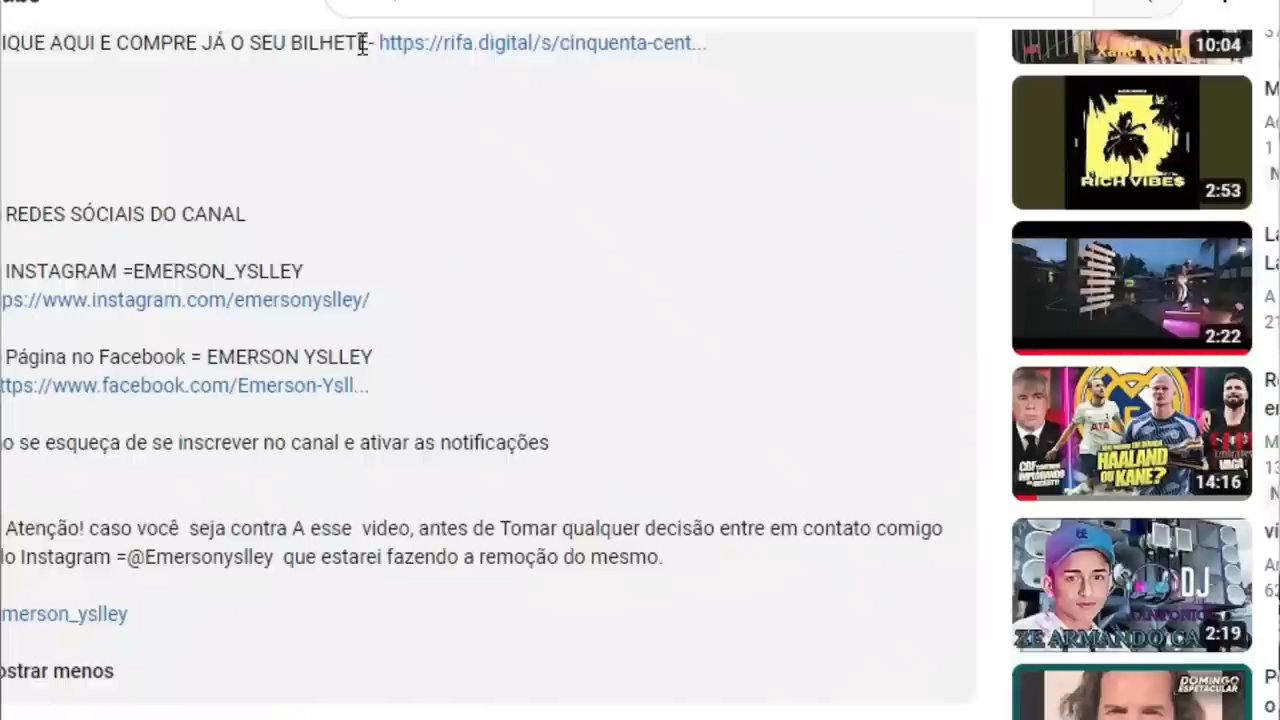 IQUE AQUI E COMPRE JÁ O SEU BILHETE- https://rifa.digital/s/cinquenta-cent...
REDES SÓCIAIS DO CANAL
INSTAGRAM =EMERSON_YSLLEY
ps://www.instagram.com/emersonyslley/
Página no Facebook = EMERSON YSLLEY
ttps://www.facebook.com/Emerson-Ysll...
o se esqueça de se inscrever no canal e ativar as notificações
Atenção! caso você seja contra A esse video, antes de Tomar qualquer decisão entre em contato comigo
lo Instagram =@Emersonyslley que estarei fazendo a remoção do mesmo.
merson_yslley
ostrar menos
10:04
RICH VIBE$
2:53
2:22
ATA
HAALAND
OU KANE?
VAGA
14:16
DJ
ZE ARMANDO CA
2:19
DOMINGO
ESPETACULAR